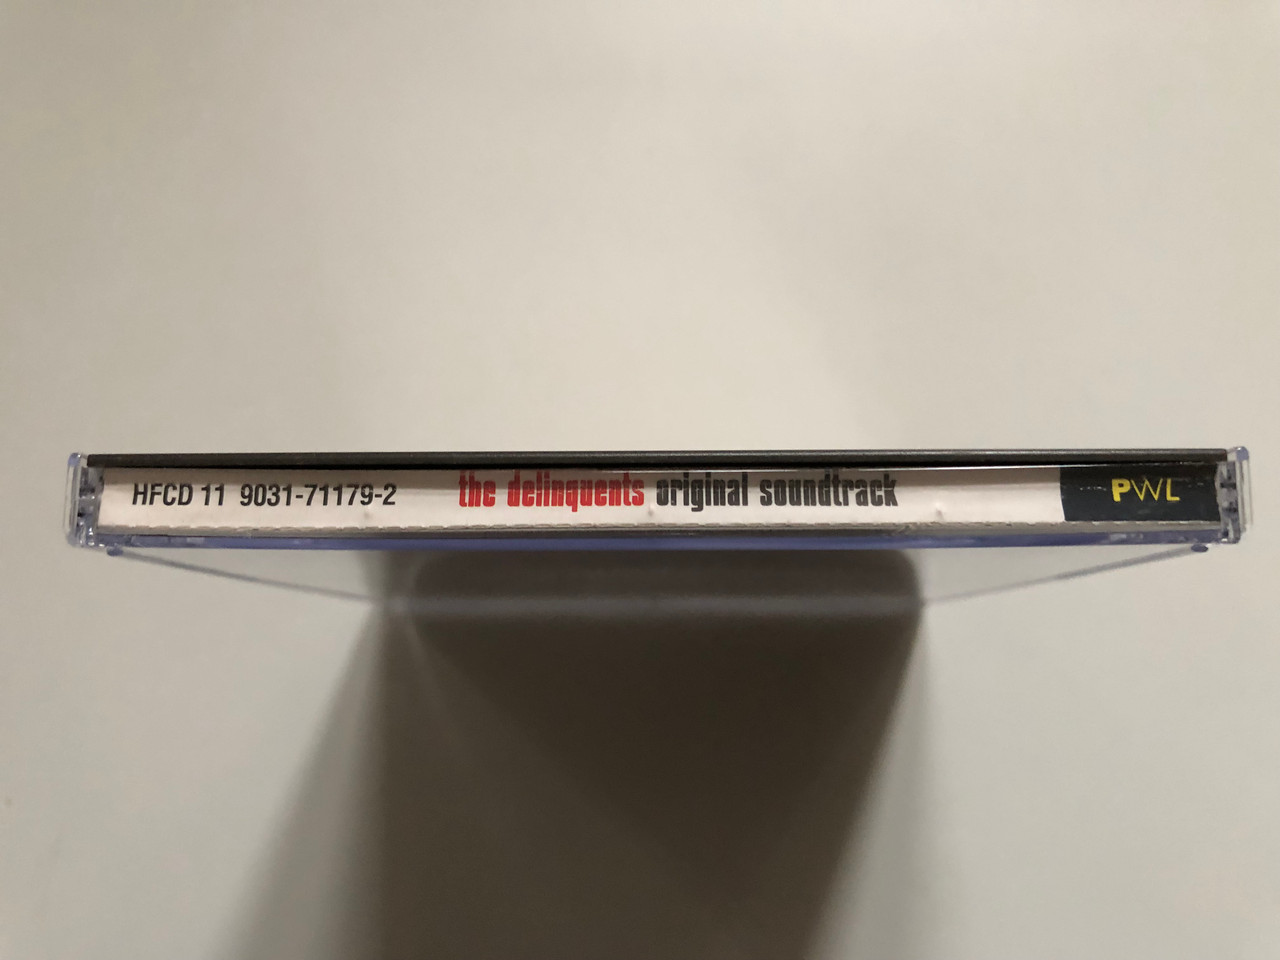 HFCD 11 9031-71179-2 the delinquents original soundtrack PWL